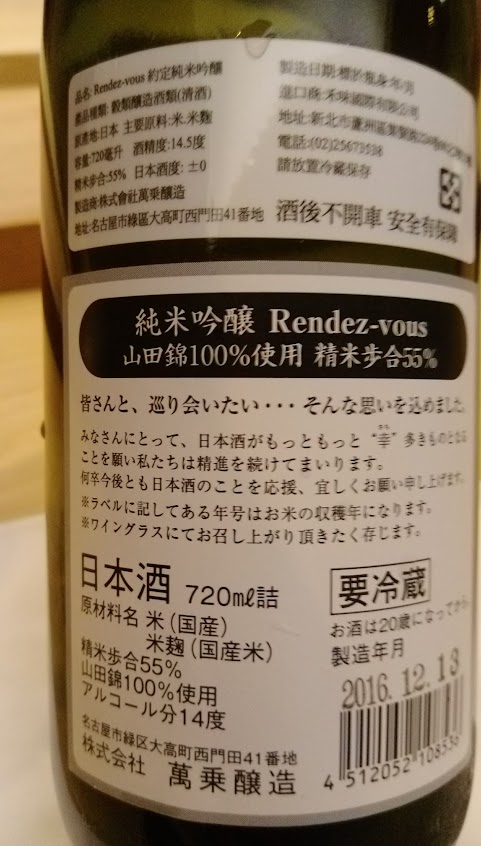 品名: Rendez-vous 約定純米吟釀
產品種類: 穀類釀造酒類(清酒)
原產地:日本 主要原料:米.米麴
容量:720毫升 酒精度:14.5度
精米步合:55% 日本酒度: ±0
製造商:株式會社萬乘釀造
地址:名古屋市綠區大高町西門田41番地
製造日期:標於瓶身 年/月
進口商:禾味國際有限公司
地址:新北市蘆洲區
電話:(02)25673538
請放置冷藏保存
酒後不開車 安全有保障
純米吟醸 Rendez-vous
山田錦100%使用 精米歩合55%
皆さんと、巡り会いたい・・・そんな思いを込めました。
みなさんにとって、日本酒がもっともっと“幸”多きものとなる
ことを願い私たちは精進を続けてまいります。
何卒今後とも日本酒のことを応援、宜しくお願い申し上げます。
※ラベルに記してある年号はお米の収穫年になります。
※ワイングラスにてお召し上がり頂きたく存じます。
日本酒 720mℓ詰
原材料名 米(国産)
米麹(国産米)
精米歩合55%
山田錦100%使用
アルコール分14度
名古屋市緑区大高町西門田41番地
株式会社 萬乗醸造
要冷蔵
お酒は20歳になってから
製造年月
2016.12.13
4 512052 108536